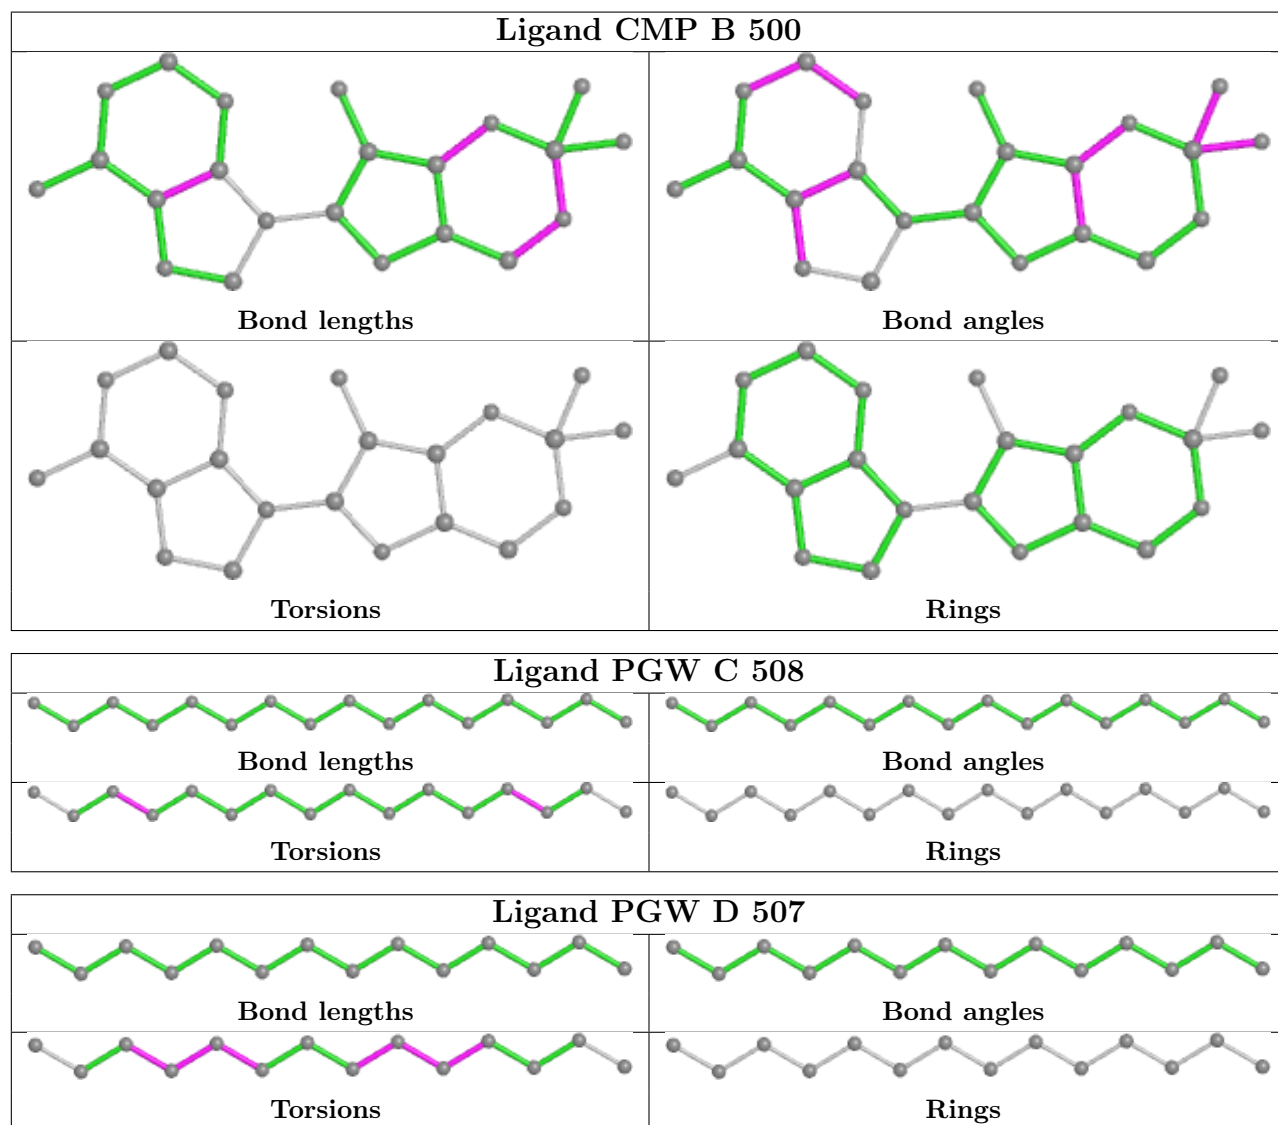 Ligand CMP B 500
Bond lengths
Bond angles
Torsions
Rings
Ligand PGW C 508
Bond lengths
Bond angles
Torsions
Rings
Ligand PGW D 507
Bond lengths
Bond angles
Torsions
Rings